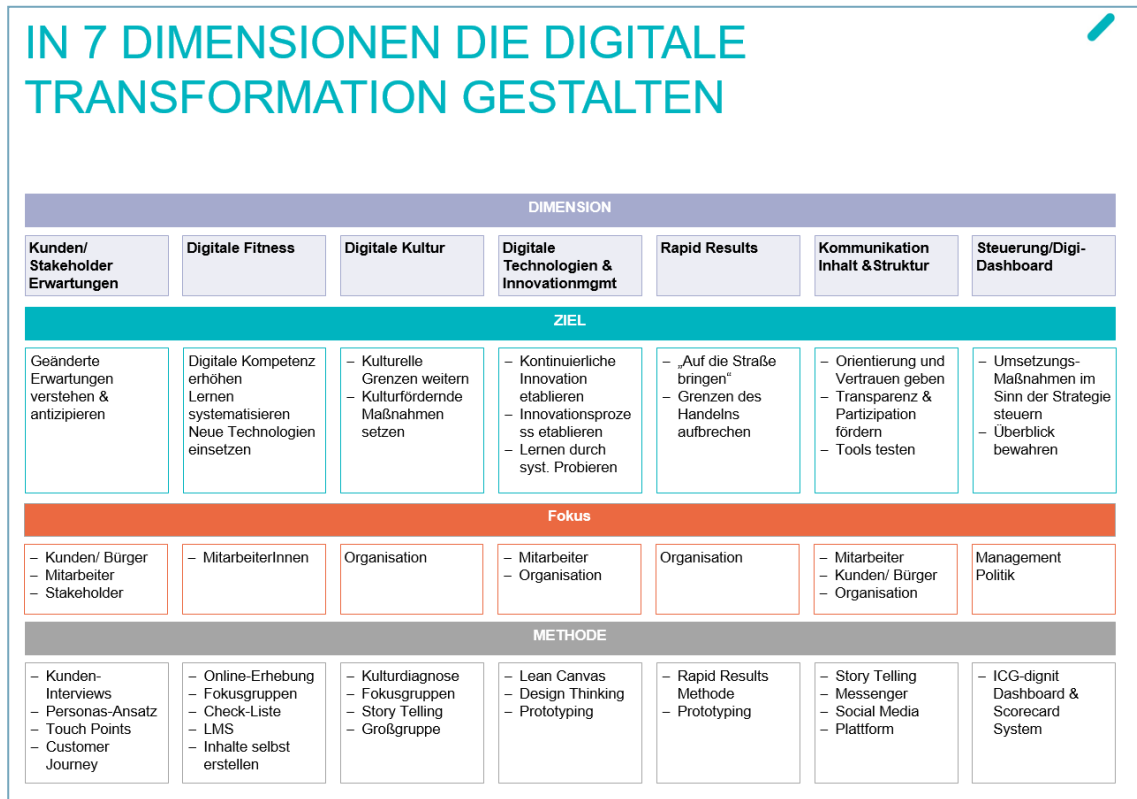 IN 7 DIMENSIONEN DIE DIGITALE
TRANSFORMATION GESTALTEN
DIMENSION
Kunden/
Stakeholder
Erwartungen
Digitale Fitness
Digitale Kultur
Digitale
Technologien &
Innovationmgmt
Rapid Results
Kommunikation
Inhalt &Struktur
Steuerung/Digi-
Dashboard
ZIEL
Geänderte
Erwartungen
verstehen &
antizipieren
Digitale Kompetenz
erhöhen
Lernen
systematisieren
Neue Technologien
einsetzen
– Kulturelle
Grenzen weitern
– Kulturfördernde
Maßnahmen
setzen
– Kontinuierliche
Innovation
etablieren
– Innovationsproze
ss etablieren
– Lernen durch
syst. Probieren
– „Auf die Straße
bringen“
– Grenzen des
Handelns
aufbrechen
– Orientierung und
Vertrauen geben
– Transparenz &
Partizipation
fördern
– Tools testen
– Umsetzungs-
Maßnahmen im
Sinn der Strategie
steuern
– Überblick
bewahren
Fokus
– Kunden/ Bürger
– Mitarbeiter
– Stakeholder
– MitarbeiterInnen
Organisation
– Mitarbeiter
– Organisation
Organisation
– Mitarbeiter
– Kunden/ Bürger
– Organisation
Management
Politik
METHODE
– Kunden-
Interviews
– Personas-Ansatz
– Touch Points
– Customer
Journey
– Online-Erhebung
– Fokusgruppen
– Check-Liste
– LMS
– Inhalte selbst
erstellen
– Kulturdiagnose
– Fokusgruppen
– Story Telling
– Großgruppe
– Lean Canvas
– Design Thinking
– Prototyping
– Rapid Results
Methode
– Prototyping
– Story Telling
– Messenger
– Social Media
– Plattform
– ICG-dignit
Dashboard &
Scorecard
System